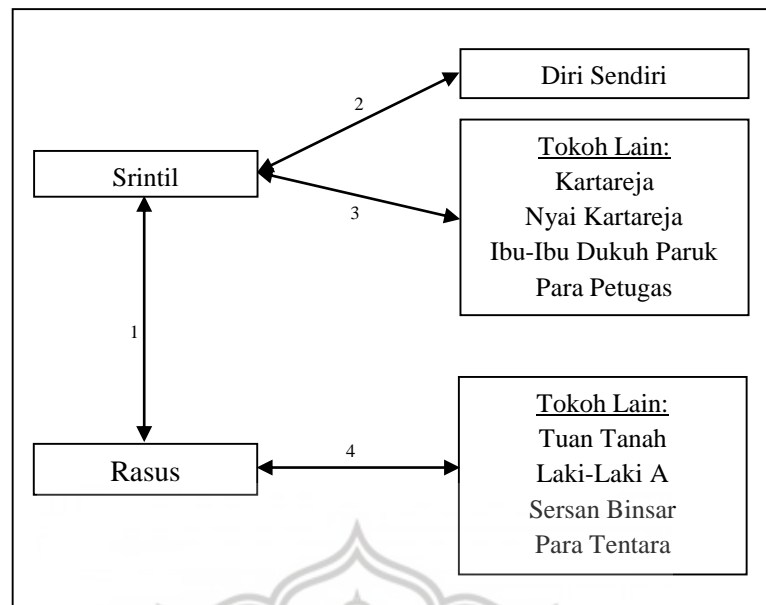 Diri Sendiri
2
Srintil
3
Tokoh Lain:
Kartareja
Nyai Kartareja
Ibu-Ibu Dukuh Paruk
Para Petugas
1
Rasus
4
Tokoh Lain:
Tuan Tanah
Laki-Laki A
Sersan Binsar
Para Tentara